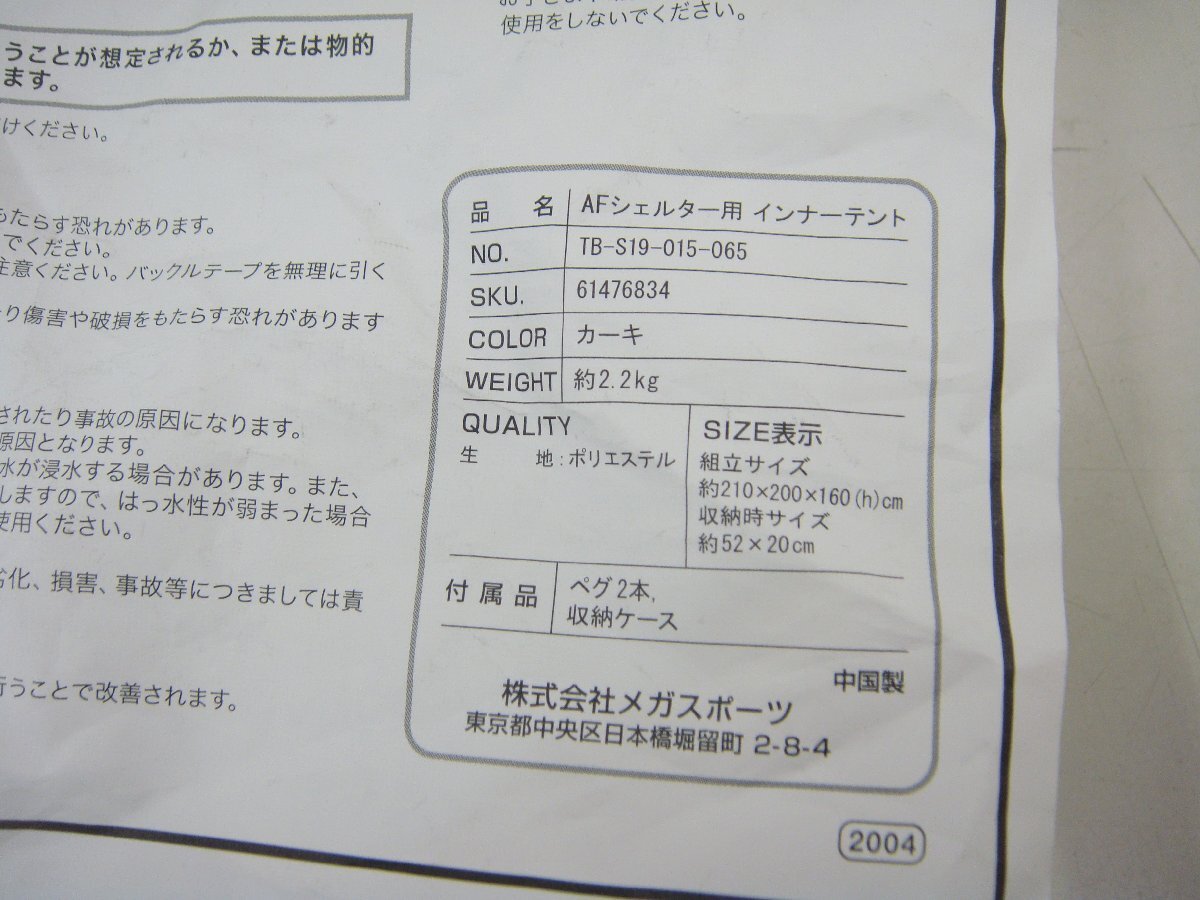 うことが想定されるか、または物的
ます。
けください。
もたらす恐れがあります。
でください。
注意ください。バックルテープを無理に引く
り傷害や破損をもたらす恐れがあります
されたり事故の原因になります。
原因となります。
水が浸水する場合があります。また、
しますので、はっ水性が弱まった場合
使用ください。
劣化、損害、事故等につきましては責
行うことで改善されます。
使用をしないでください。
品 名 AFシェルター用 インナーテント
NO. TB-S19-015-065
SKU. 61476834
COLOR カーキ
WEIGHT 約2.2kg
QUALITY
生 地:ポリエステル
SIZE表示
組立サイズ
約210×200×160(h)cm
収納時サイズ
約52×20cm
付属品 ペグ2本,
収納ケース
中国製
株式会社メガスポーツ
東京都中央区日本橋堀留町 2-8-4
2004